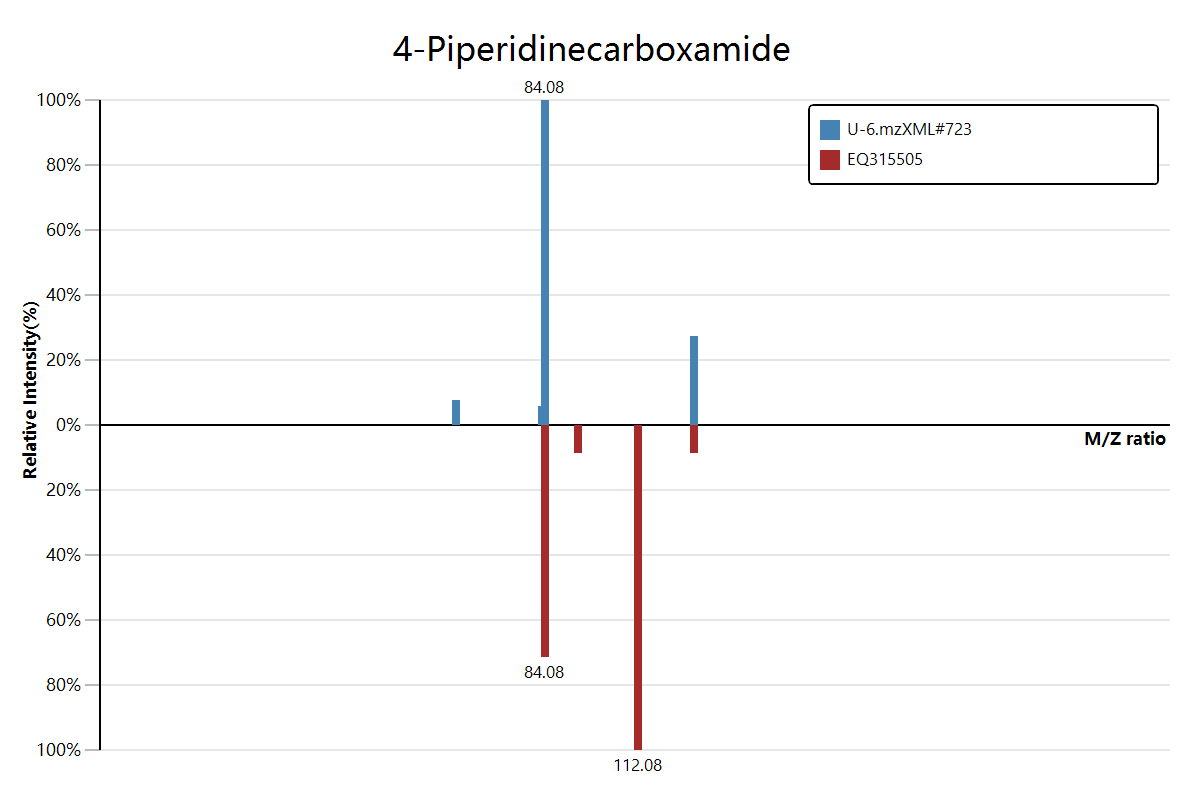 4-Piperidinecarboxamide
84.08
100%
U-6.mzXML#723
EQ315505
80%
60%
40%
20%
0%
M/Z ratio
Relative Intensity(%)
20%
40%
60%
84.08
80%
100%
112.08